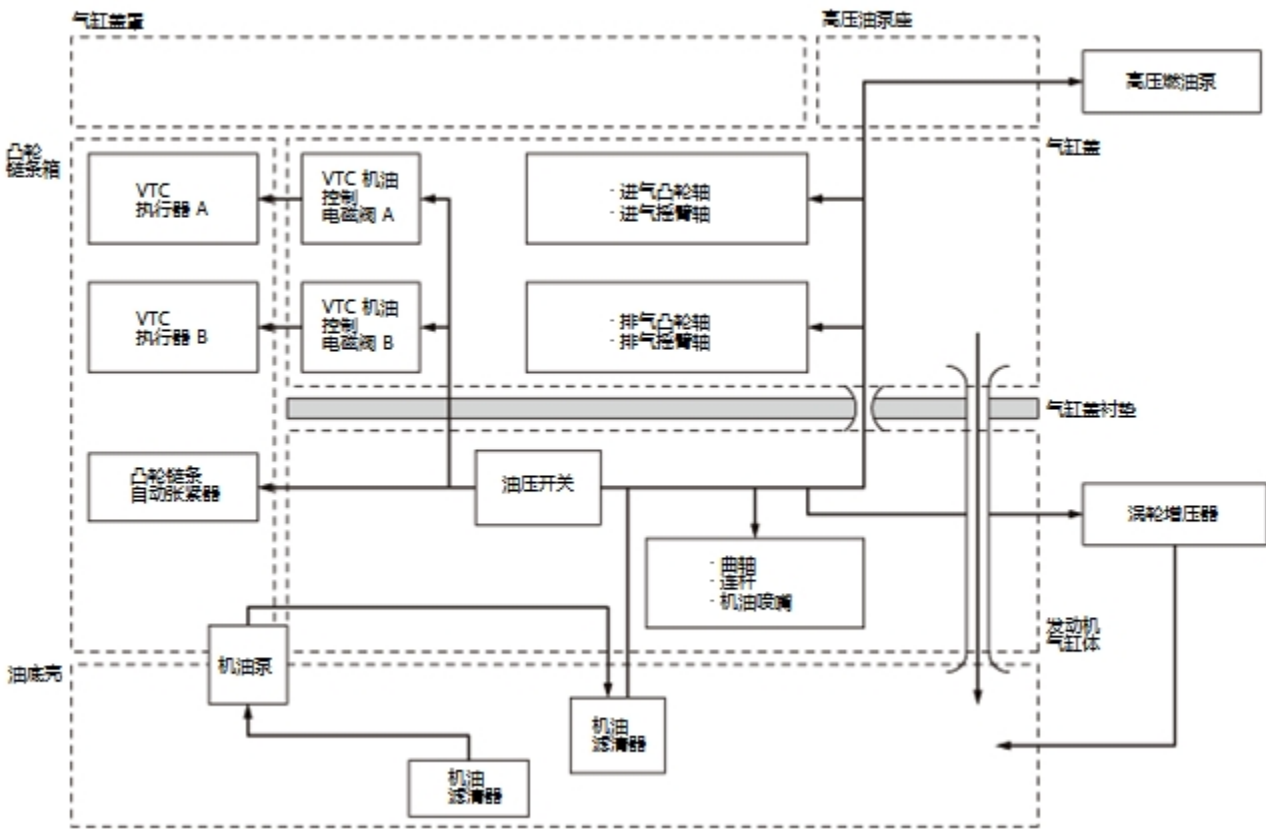 气缸盖罩
高压油泵座
高压燃油泵
凸轮
链条箱
气缸盖
VTC
执行器 A
VTC 机油
控制
电磁阀 A
· 进气凸轮轴
· 进气摇臂轴
VTC
执行器 B
VTC 机油
控制
电磁阀 B
· 排气凸轮轴
· 排气摇臂轴
气缸盖衬垫
凸轮链条
自动张紧器
油压开关
涡轮增压器
· 曲轴
· 连杆
· 机油喷嘴
发动机
气缸体
油底壳
机油泵
机油
滤清器
机油
滤清器